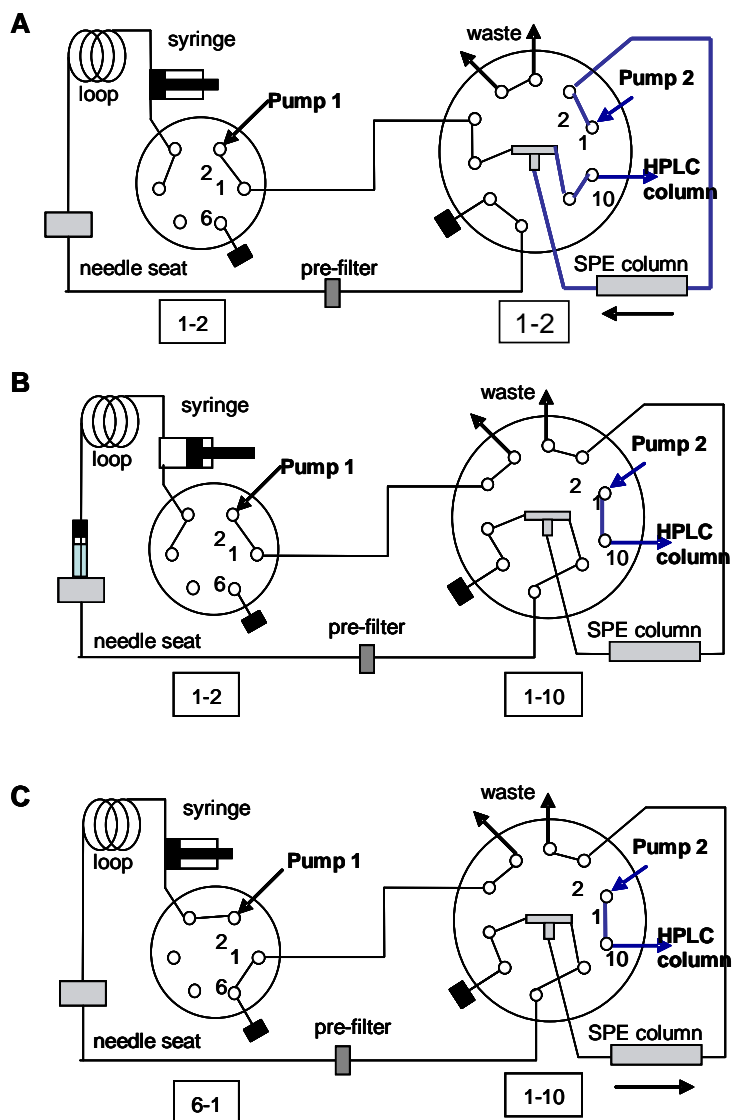 A
syringe
loop
Pump 1
2
1
6
waste
Pump 2
2
1
HPLC
column
10
needle seat
pre-filter
SPE column
1-2
1-2
B
syringe
loop
Pump 1
2
1
6
waste
Pump 2
2
1
HPLC
column
10
needle seat
pre-filter
SPE column
1-2
1-10
C
syringe
loop
Pump 1
2
1
6
waste
Pump 2
2
1
HPLC
column
10
needle seat
pre-filter
SPE column
6-1
1-10